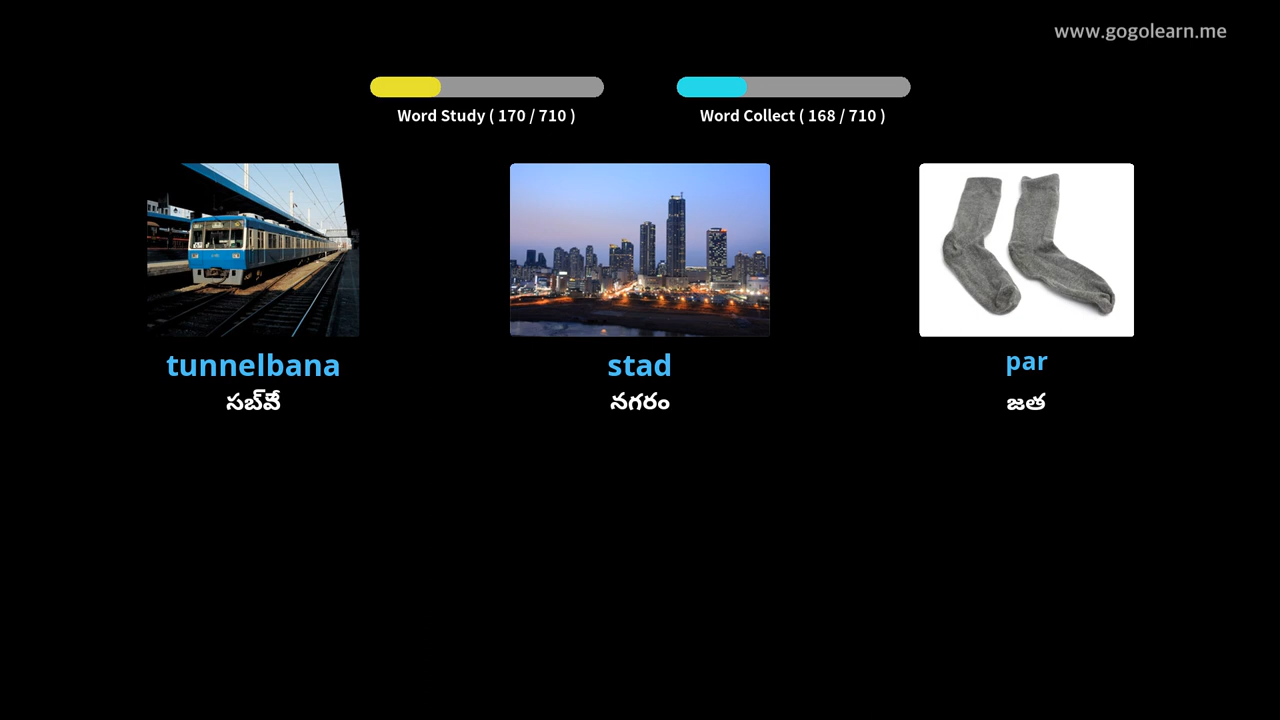 www.gogolearn.me
Word Study ( 170 / 710 )
Word Collect ( 168 / 710 )
tunnelbana
stad
par
సబ్‌వే
నగరం
జత